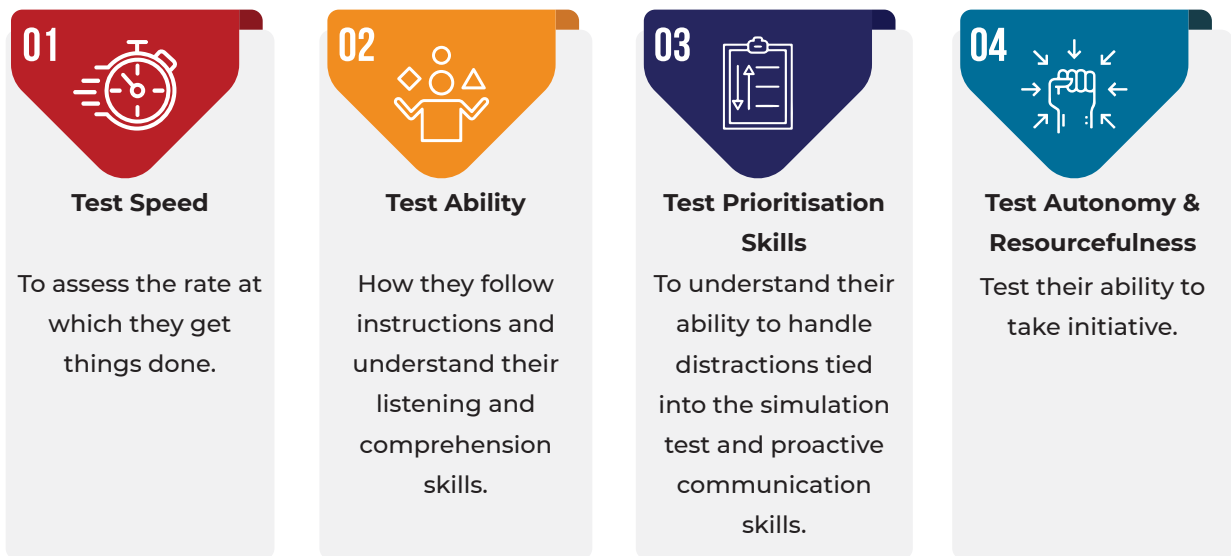 01
Test Speed
To assess the rate at
which they get
things done.
02
Test Ability
How they follow
instructions and
understand their
listening and
comprehension
skills.
03
Test Prioritisation
Skills
To understand their
ability to handle
distractions tied
into the simulation
test and proactive
communication
skills.
04
Test Autonomy &
Resourcefulness
Test their ability to
take initiative.